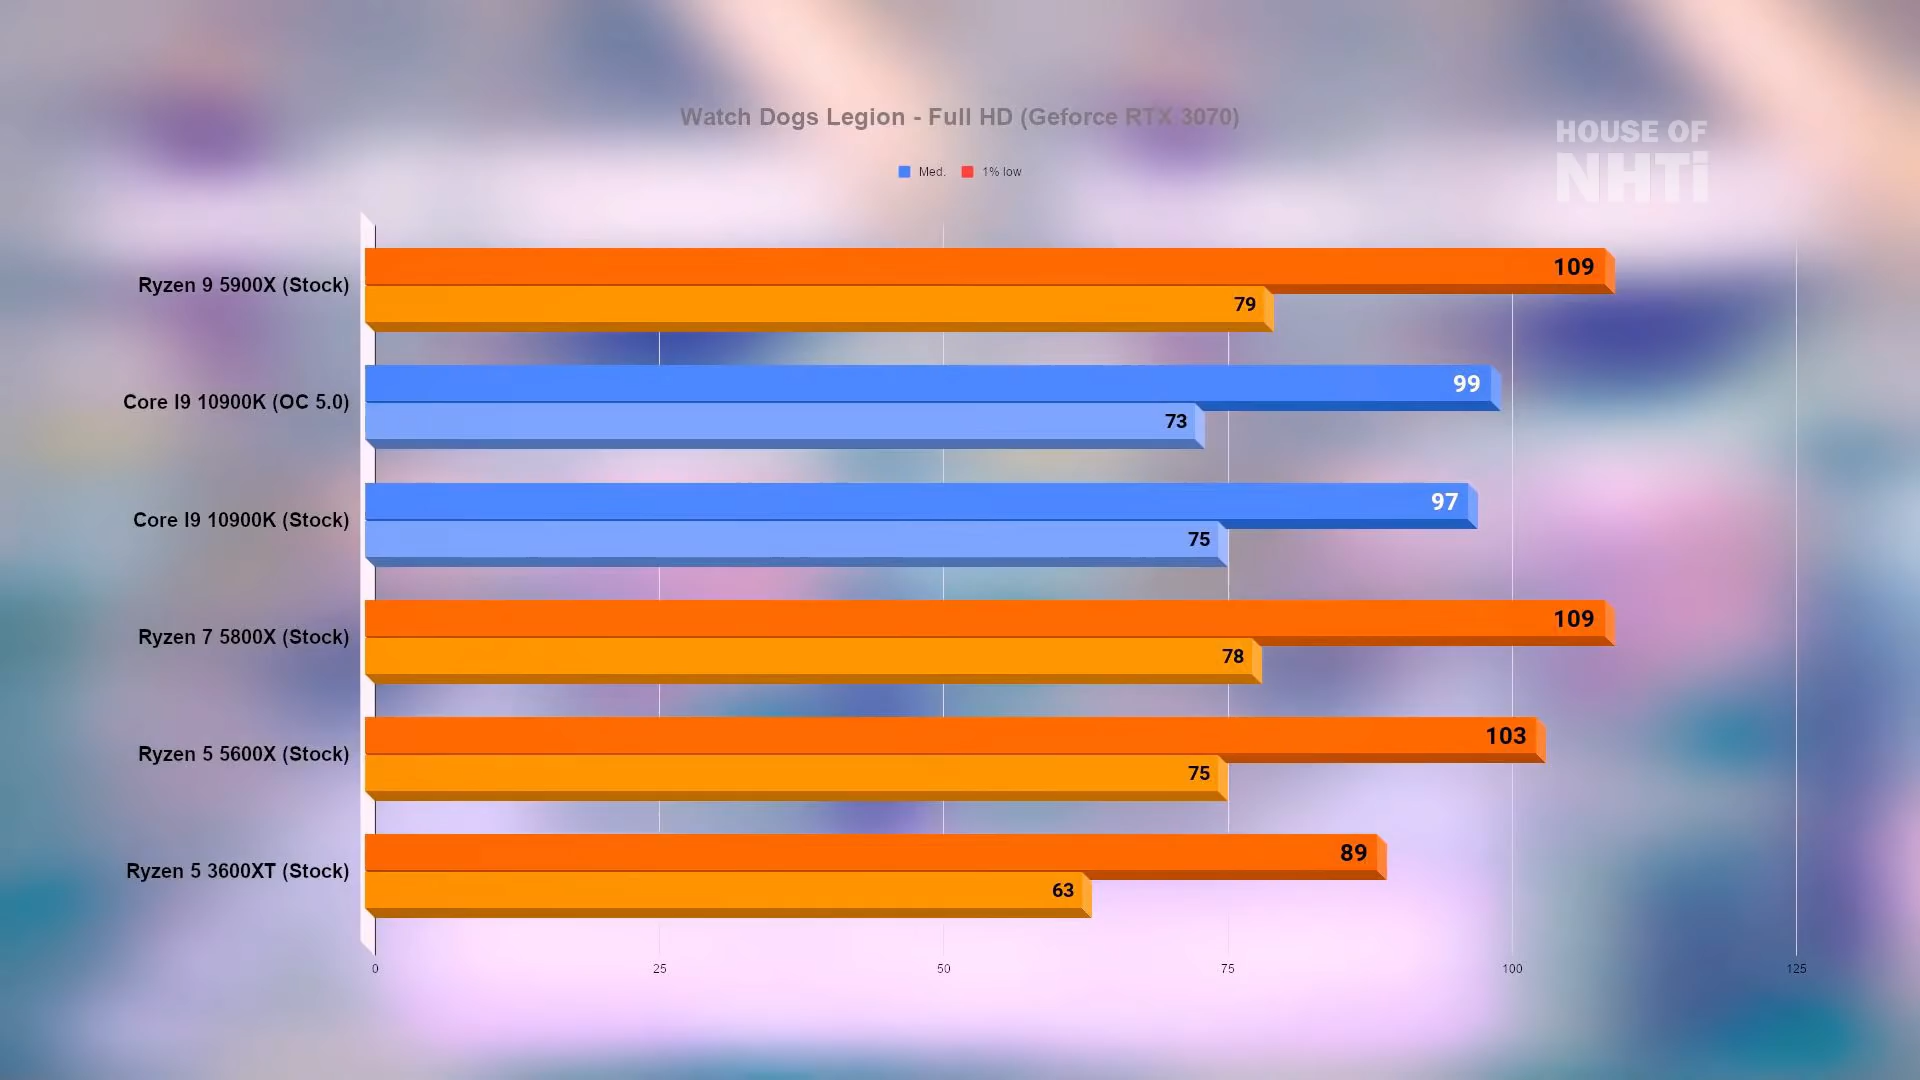 Watch Dogs Legion - Full HD (Geforce RTX 3070)
HOUSE OF
NHTi
Med. 1% low
Ryzen 9 5900X (Stock) 109
79
Core I9 10900K (OC 5.0) 99
73
Core I9 10900K (Stock) 97
75
Ryzen 7 5800X (Stock) 109
78
Ryzen 5 5600X (Stock) 103
75
Ryzen 5 3600XT (Stock) 89
63
0 25 50 75 100 125